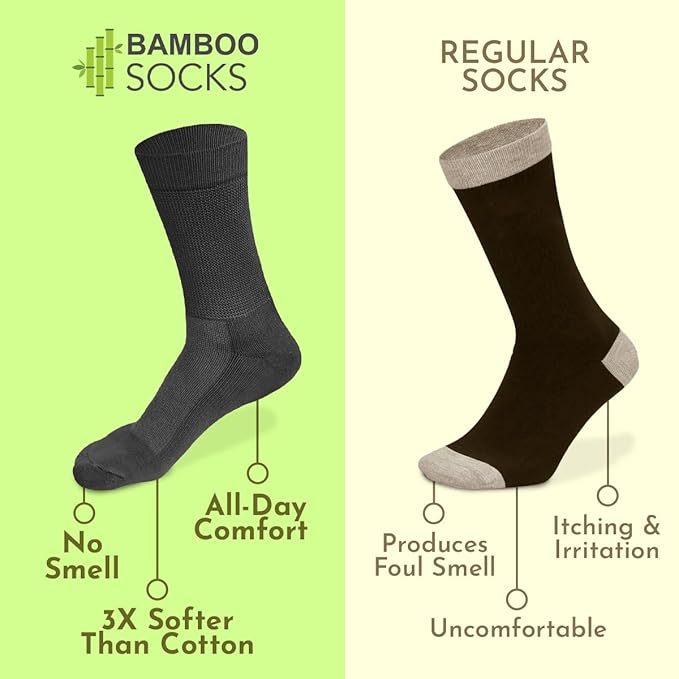 BAMBOO
SOCKS
REGULAR
SOCKS
All-Day
Comfort
No
Smell
3X Softer
Than Cotton
Itching &
Irritation
Produces
Foul Smell
Uncomfortable